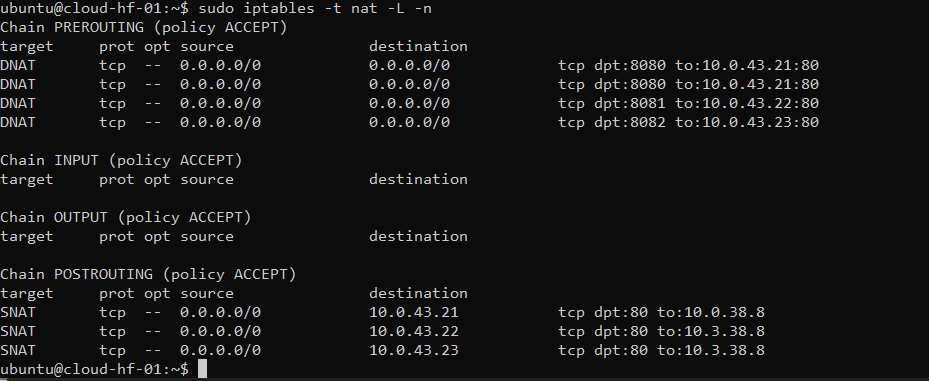 ubuntu@cloud-hf-01:~$ sudo iptables -t nat -L -n
Chain PREROUTING (policy ACCEPT)
target     prot opt source               destination
DNAT       tcp  --  0.0.0.0/0            0.0.0.0/0            tcp dpt:8080 to:10.0.43.21:80
DNAT       tcp  --  0.0.0.0/0            0.0.0.0/0            tcp dpt:8080 to:10.0.43.21:80
DNAT       tcp  --  0.0.0.0/0            0.0.0.0/0            tcp dpt:8081 to:10.0.43.22:80
DNAT       tcp  --  0.0.0.0/0            0.0.0.0/0            tcp dpt:8082 to:10.0.43.23:80

Chain INPUT (policy ACCEPT)
target     prot opt source               destination

Chain OUTPUT (policy ACCEPT)
target     prot opt source               destination

Chain POSTROUTING (policy ACCEPT)
target     prot opt source               destination
SNAT       tcp  --  0.0.0.0/0            10.0.43.21           tcp dpt:80 to:10.0.38.8
SNAT       tcp  --  0.0.0.0/0            10.0.43.22           tcp dpt:80 to:10.3.38.8
SNAT       tcp  --  0.0.0.0/0            10.0.43.23           tcp dpt:80 to:10.3.38.8
ubuntu@cloud-hf-01:~$